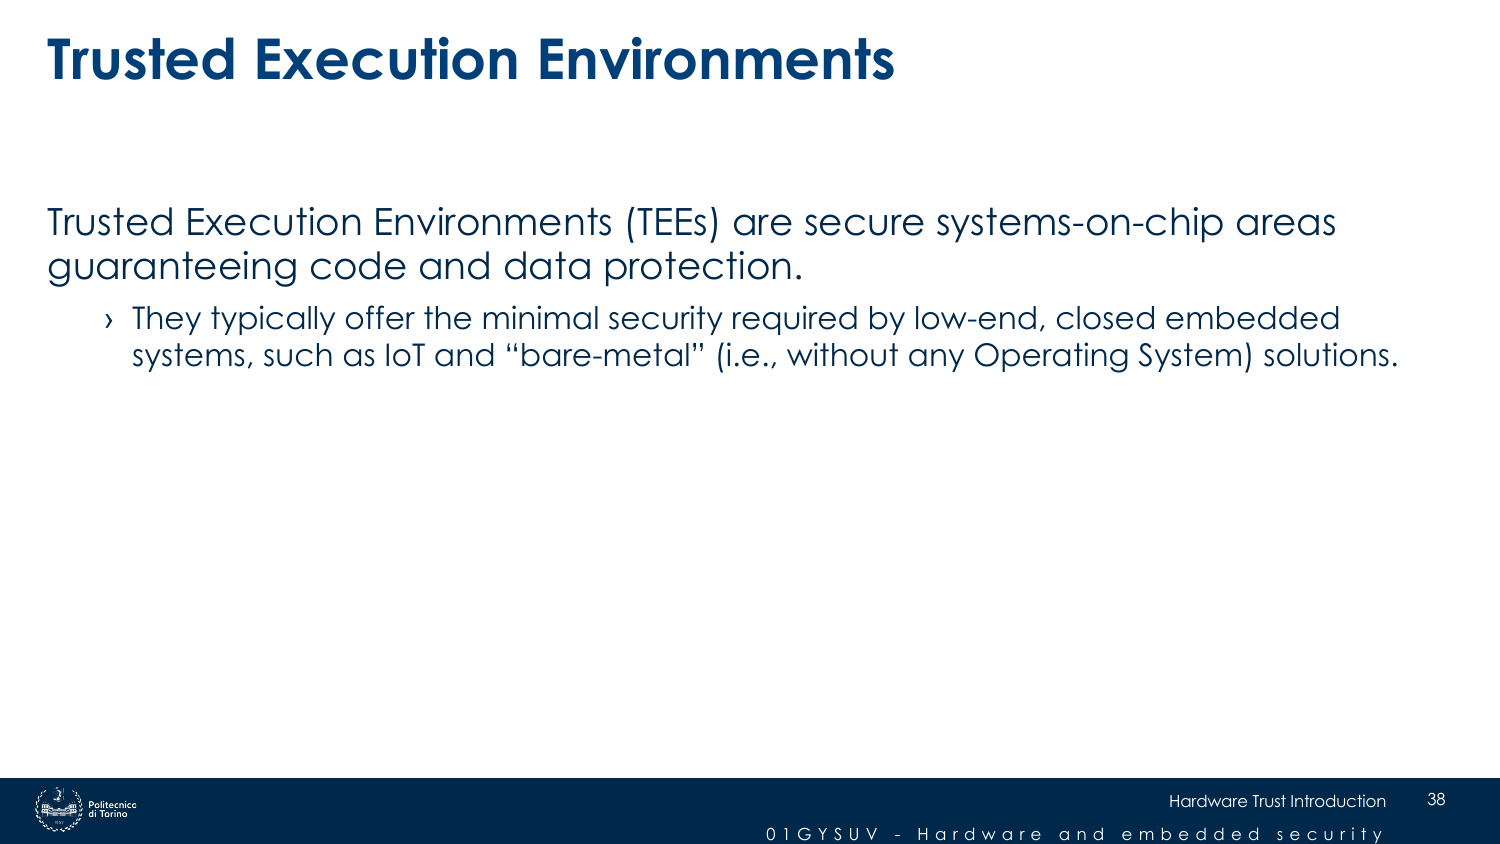 Trusted Execution Environments
Trusted Execution Environments (TEEs) are secure systems-on-chip areas
guaranteeing code and data protection.
› They typically offer the minimal security required by low-end, closed embedded
systems, such as IoT and “bare-metal” (i.e., without any Operating System) solutions.
Politecnico
di Torino
Hardware Trust Introduction
38
01GYSUV - Hardware and embedded security